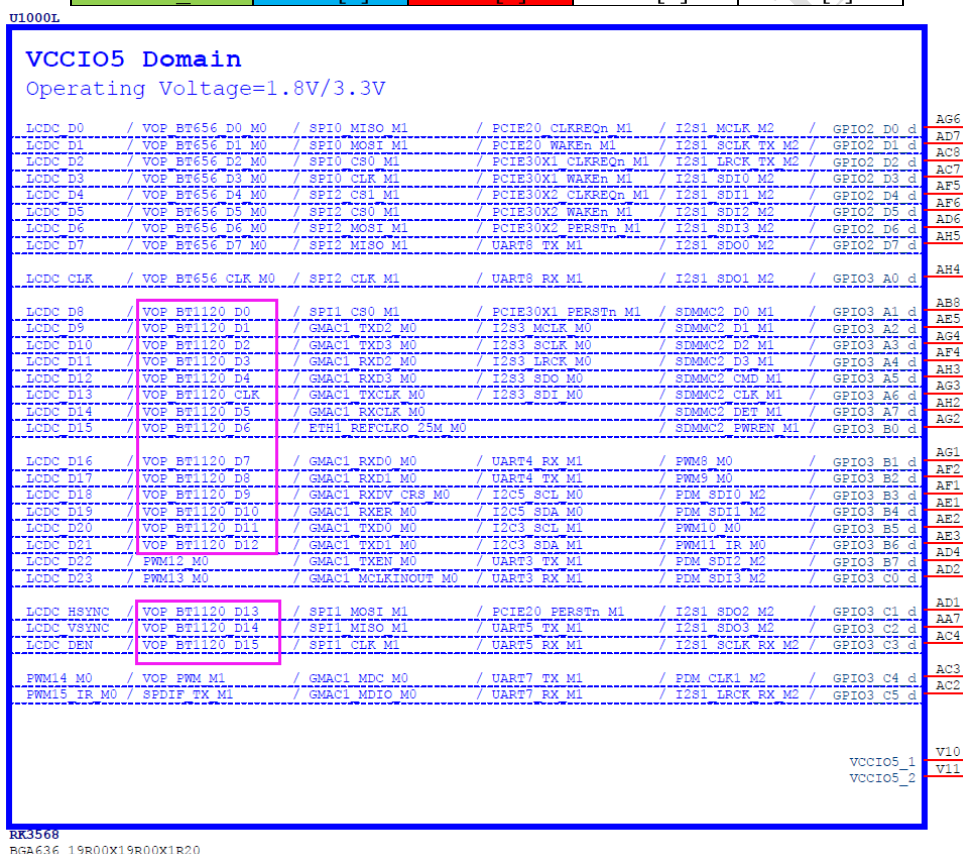 U1000L
VCCIO5 Domain
Operating Voltage=1.8V/3.3V
LCDC_D0 / VOP_BT656_D0_M0 / SPI0_MISO_M1 / PCIE20_CLKREQn_M1 / I2S1_MCLK_M2 / GPIO2_D0_d AG6
LCDC_D1 / VOP_BT656_D1_M0 / SPI0_MOSI_M1 / PCIE20_WAKEn_M1 / I2S1_SCLK_TX_M2 / GPIO2_D1_d AD7
LCDC_D2 / VOP_BT656_D2_M0 / SPI0_CS0_M1 / PCIE30X1_CLKREQn_M1 / I2S1_LRCK_TX_M2 / GPIO2_D2_d AC8
LCDC_D3 / VOP_BT656_D3_M0 / SPI0_CLK_M1 / PCIE30X1_WAKEn_M1 / I2S1_SDI0_M2 / GPIO2_D3_d AC7
LCDC_D4 / VOP_BT656_D4_M0 / SPI2_CS1_M1 / PCIE30X2_CLKREQn_M1 / I2S1_SDI1_M2 / GPIO2_D4_d AF5
LCDC_D5 / VOP_BT656_D5_M0 / SPI2_CS0_M1 / PCIE30X2_WAKEn_M1 / I2S1_SDI2_M2 / GPIO2_D5_d AF6
LCDC_D6 / VOP_BT656_D6_M0 / SPI2_MOSI_M1 / PCIE30X2_PERSTn_M1 / I2S1_SDI3_M2 / GPIO2_D6_d AD6
LCDC_D7 / VOP_BT656_D7_M0 / SPI2_MISO_M1 / UART8_TX_M1 / I2S1_SDO0_M2 / GPIO2_D7_d AH5
LCDC_CLK / VOP_BT656_CLK_M0 / SPI2_CLK_M1 / UART8_RX_M1 / I2S1_SDO1_M2 / GPIO3_A0_d AH4
LCDC_D8 / VOP_BT1120_D0 / SPI1_CS0_M1 / PCIE30X1_PERSTn_M1 / SDMMC2_D0_M1 / GPIO3_A1_d AB8
LCDC_D9 / VOP_BT1120_D1 / GMAC1_TXD2_M0 / I2S3_MCLK_M0 / SDMMC2_D1_M1 / GPIO3_A2_d AE5
LCDC_D10 / VOP_BT1120_D2 / GMAC1_TXD3_M0 / I2S3_SCLK_M0 / SDMMC2_D2_M1 / GPIO3_A3_d AG4
LCDC_D11 / VOP_BT1120_D3 / GMAC1_RXD2_M0 / I2S3_LRCK_M0 / SDMMC2_D3_M1 / GPIO3_A4_d AF4
LCDC_D12 / VOP_BT1120_D4 / GMAC1_RXD3_M0 / I2S3_SDO_M0 / SDMMC2_CMD_M1 / GPIO3_A5_d AH3
LCDC_D13 / VOP_BT1120_CLK / GMAC1_TXCLK_M0 / I2S3_SDI_M0 / SDMMC2_CLK_M1 / GPIO3_A6_d AG3
LCDC_D14 / VOP_BT1120_D5 / GMAC1_RXCLK_M0 / SDMMC2_DET_M1 / GPIO3_A7_d AH2
LCDC_D15 / VOP_BT1120_D6 / ETH1_REFCLKO_25M_M0 / SDMMC2_PWREN_M1 / GPIO3_B0_d AG2
LCDC_D16 / VOP_BT1120_D7 / GMAC1_RXD0_M0 / UART4_RX_M1 / PWM8_M0 / GPIO3_B1_d AG1
LCDC_D17 / VOP_BT1120_D8 / GMAC1_RXD1_M0 / UART4_TX_M1 / PWM9_M0 / GPIO3_B2_d AF2
LCDC_D18 / VOP_BT1120_D9 / GMAC1_RXDV_CRS_M0 / I2C5_SCL_M0 / PDM_SDI0_M2 / GPIO3_B3_d AF1
LCDC_D19 / VOP_BT1120_D10 / GMAC1_RXER_M0 / I2C5_SDA_M0 / PDM_SDI1_M2 / GPIO3_B4_d AE1
LCDC_D20 / VOP_BT1120_D11 / GMAC1_TXD0_M0 / I2C3_SCL_M1 / PWM10_M0 / GPIO3_B5_d AE2
LCDC_D21 / VOP_BT1120_D12 / GMAC1_TXD1_M0 / I2C3_SDA_M1 / PWM11_IR_M0 / GPIO3_B6_d AE3
LCDC_D22 / PWM12_M0 / GMAC1_TXEN_M0 / UART3_TX_M1 / PDM_SDI2_M2 / GPIO3_B7_d AD4
LCDC_D23 / PWM13_M0 / GMAC1_MCLKINOUT_M0 / UART3_RX_M1 / PDM_SDI3_M2 / GPIO3_C0_d AD2
LCDC_HSYNC / VOP_BT1120_D13 / SPI1_MOSI_M1 / PCIE20_PERSTn_M1 / I2S1_SDO2_M2 / GPIO3_C1_d AD1
LCDC_VSYNC / VOP_BT1120_D14 / SPI1_MISO_M1 / UART5_TX_M1 / I2S1_SDO3_M2 / GPIO3_C2_d AA7
LCDC_DEN / VOP_BT1120_D15 / SPI1_CLK_M1 / UART5_RX_M1 / I2S1_SCLK_RX_M2 / GPIO3_C3_d AC4
PWM14_M0 / VOP_PWM_M1 / GMAC1_MDC_M0 / UART7_TX_M1 / PDM_CLK1_M2 / GPIO3_C4_d AC3
PWM15_IR_M0 / SPDIF_TX_M1 / GMAC1_MDIO_M0 / UART7_RX_M1 / I2S1_LRCK_RX_M2 / GPIO3_C5_d AC2
VCCIO5_1 V10
VCCIO5_2 V11
RK3568
BGA636_19R00X19R00X1R20